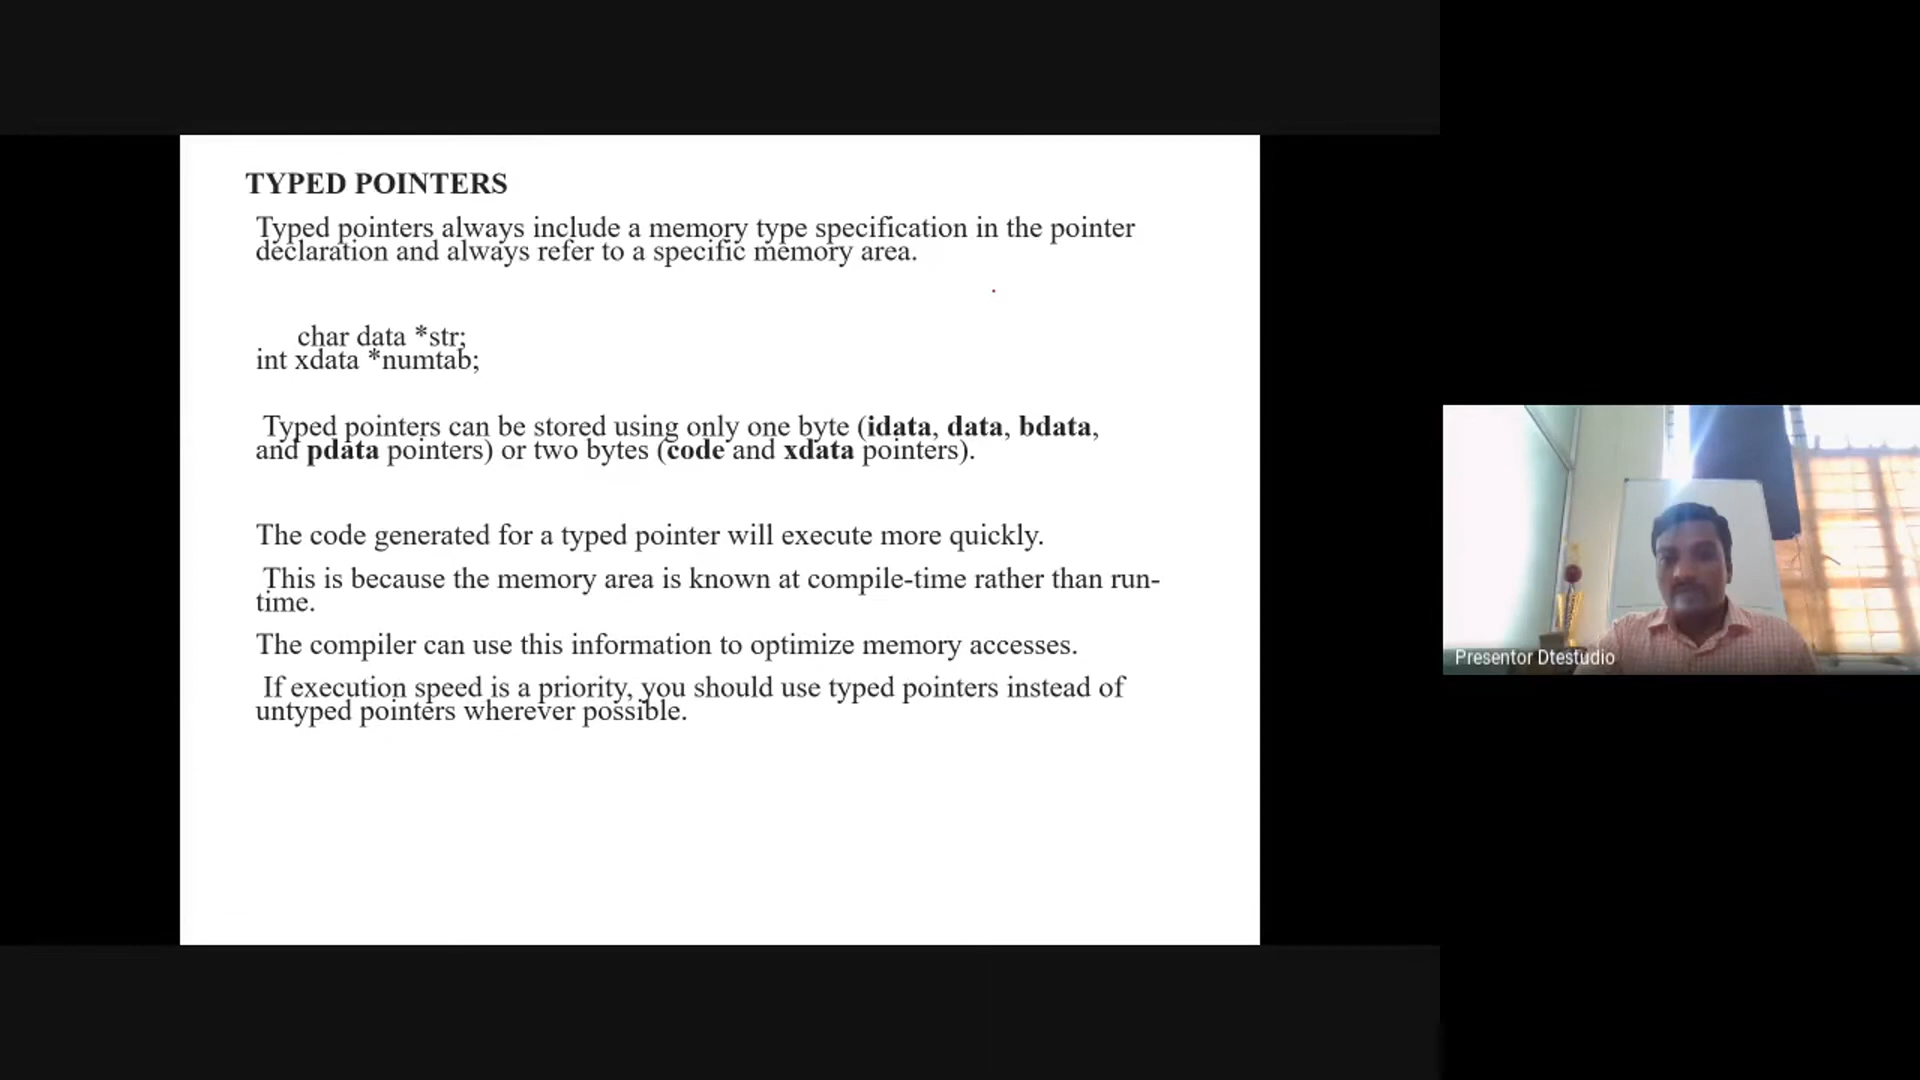 TYPED POINTERS
Typed pointers always include a memory type specification in the pointer
declaration and always refer to a specific memory area.
char data *str;
int xdata *numtab;
Typed pointers can be stored using only one byte (idata, data, bdata,
and pdata pointers) or two bytes (code and xdata pointers).
The code generated for a typed pointer will execute more quickly.
This is because the memory area is known at compile-time rather than run-
time.
The compiler can use this information to optimize memory accesses.
If execution speed is a priority, you should use typed pointers instead of
untyped pointers wherever possible.
Presentor Dtestudio